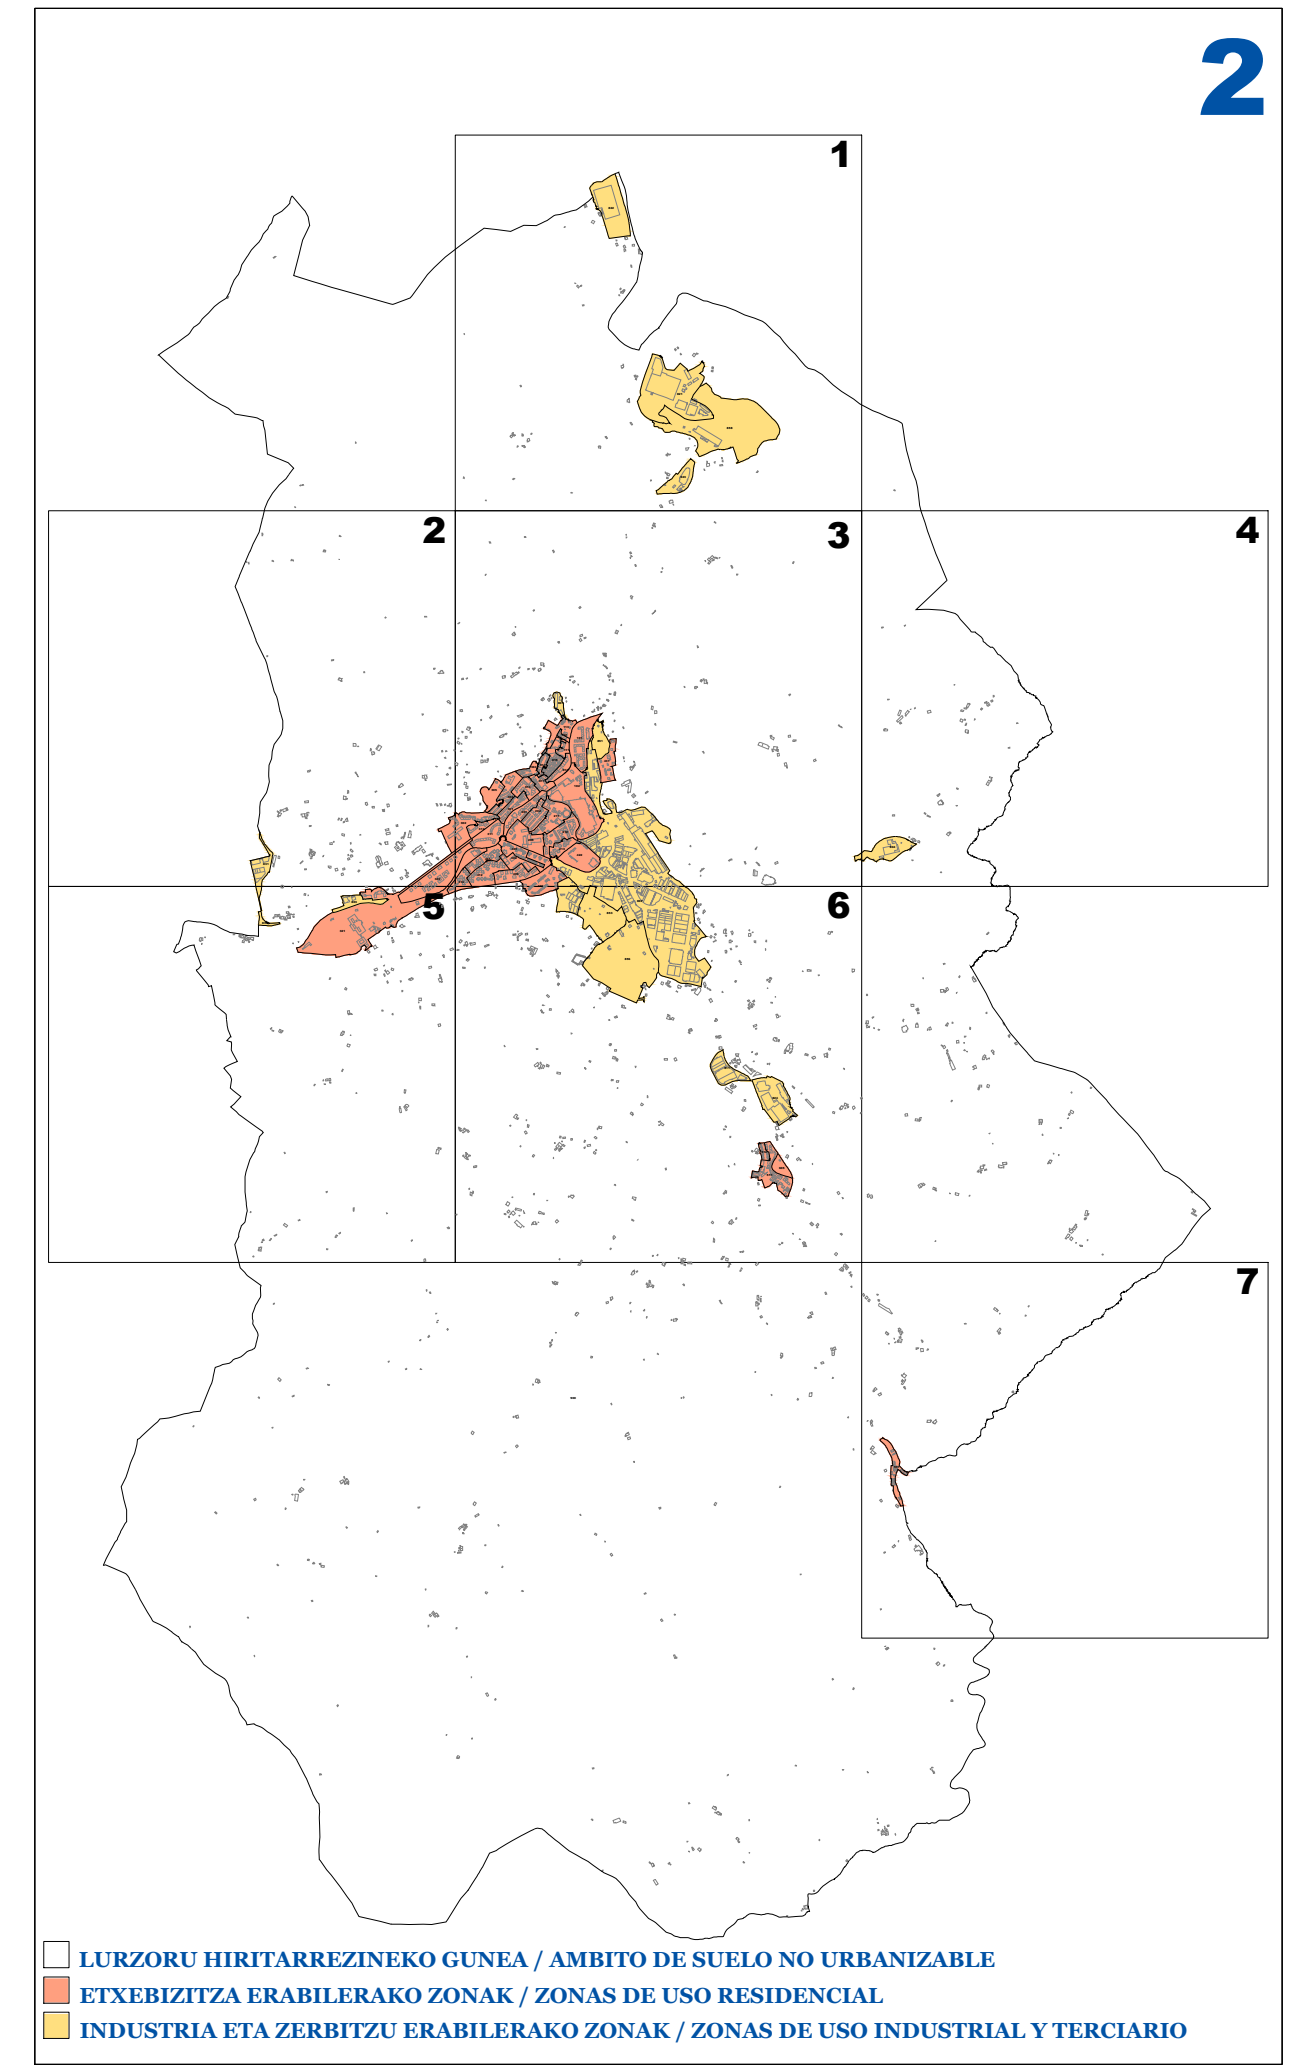 2
1
2
3
4
5
6
7
LURZORU HIRITARREZINEKO GUNEA / AMBITO DE SUELO NO URBANIZABLE
ETXEBIZITZA ERABILERAKO ZONAK / ZONAS DE USO RESIDENCIAL
INDUSTRIA ETA ZERBITZU ERABILERAKO ZONAK / ZONAS DE USO INDUSTRIAL Y TERCIARIO